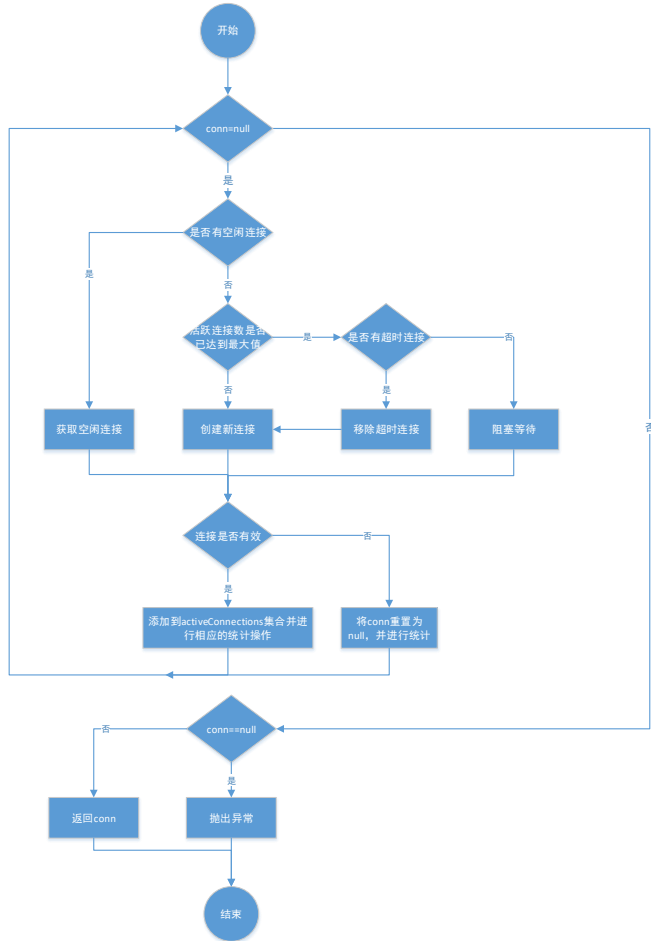 开始
conn=null
是
是否有空闲连接
是
否
活跃连接数是否
已达到最大值
是
是否有超时连接
否
否
是
获取空闲连接
创建新连接
移除超时连接
阻塞等待
否
连接是否有效
否
是
添加到activeConnections集合并进
行相应的统计操作
将conn重置为
null，并进行统计
conn==null
否
是
返回conn
抛出异常
结束